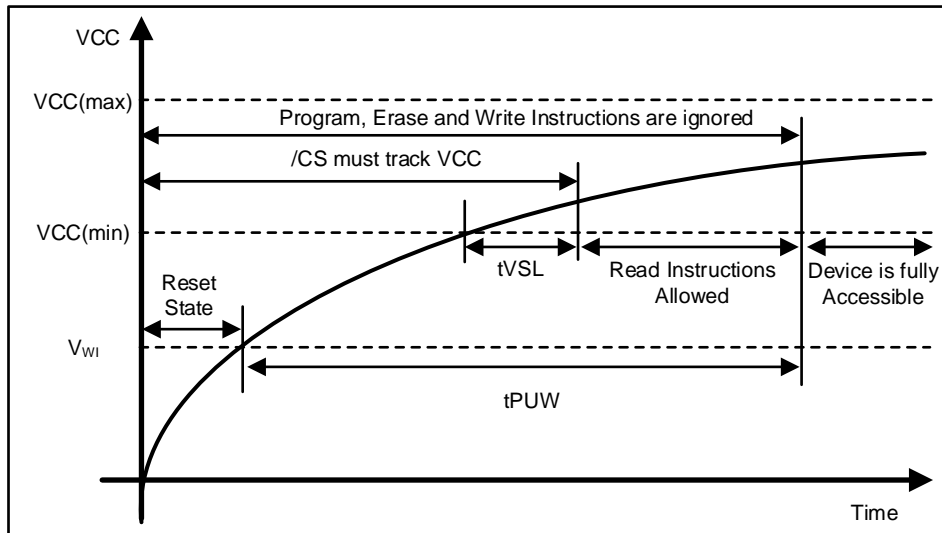 VCC
VCC(max)
Program, Erase and Write Instructions are ignored
/CS must track VCC
VCC(min)
tVSL
Read Instructions
Allowed
Device is fully
Accessible
Reset
State
VWI
tPUW
Time